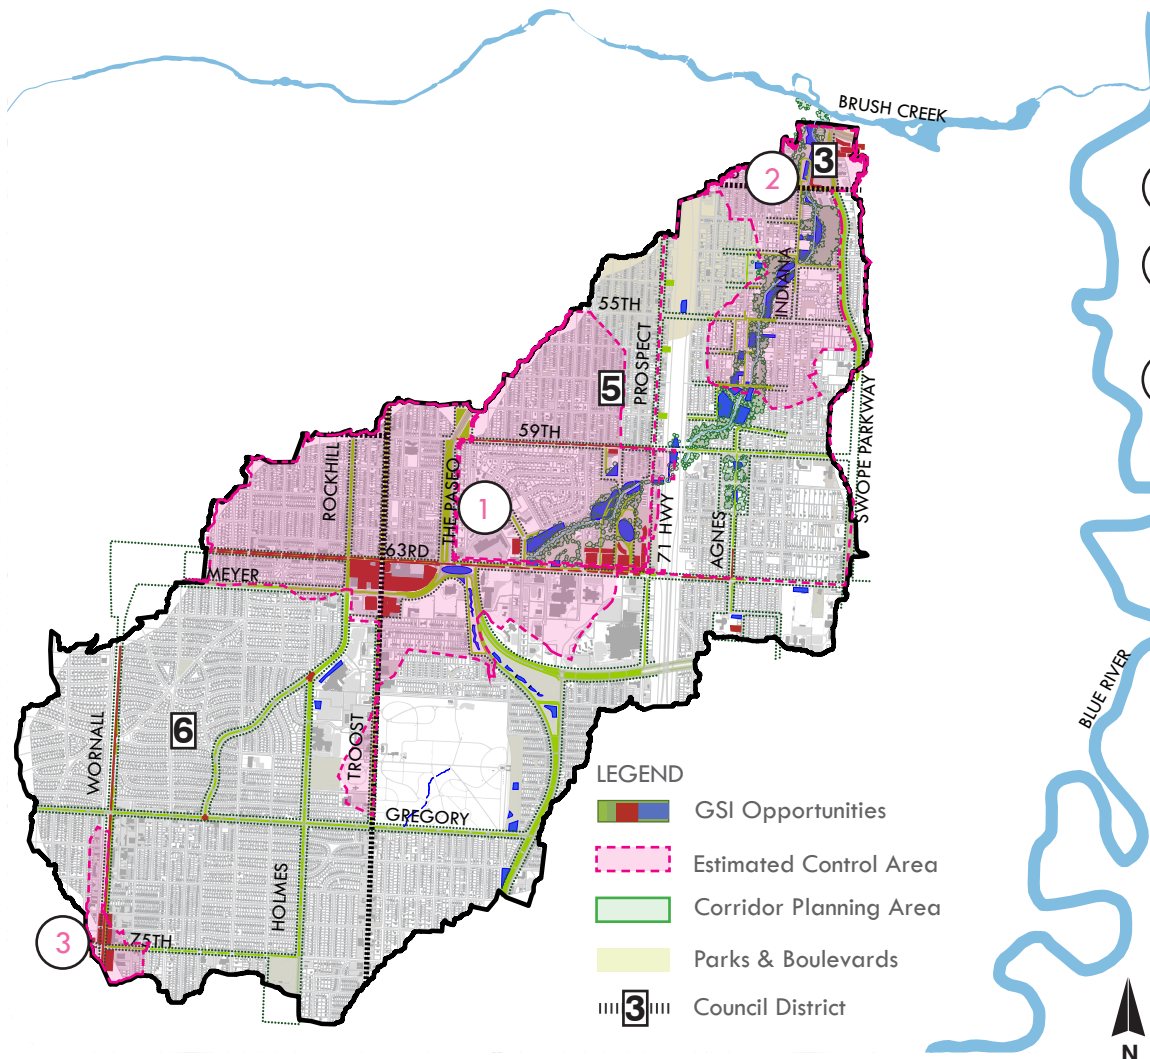 BRUSH CREEK
3
2
INDIANA
55TH
PROSPECT
5
SWOPE PARKWAY
59TH
ROCKHILL
THE PASEO
1
71 HWY
AGNES
63RD
MEYER
BLUE RIVER
6
WORNALL
TROOST
GREGORY
HOLMES
3
75TH
LEGEND
GSI Opportunities
Estimated Control Area
Corridor Planning Area
Parks & Boulevards
3 Council District
N